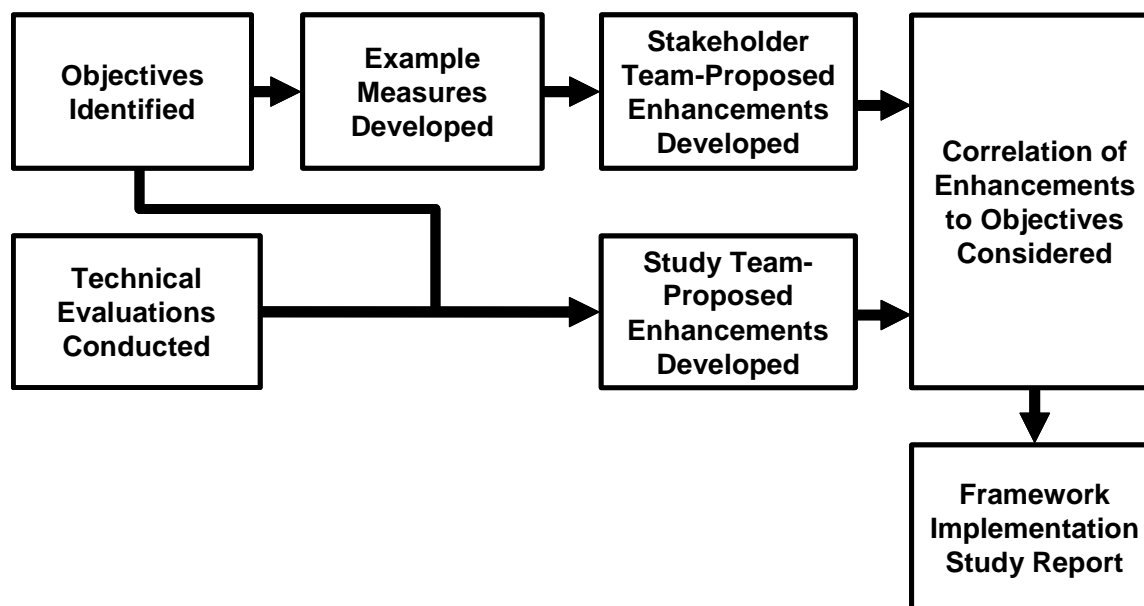 Objectives
Identified
Example
Measures
Developed
Stakeholder
Team-Proposed
Enhancements
Developed
Correlation of
Enhancements
to Objectives
Considered
Technical
Evaluations
Conducted
Study Team-
Proposed
Enhancements
Developed
Framework
Implementation
Study Report